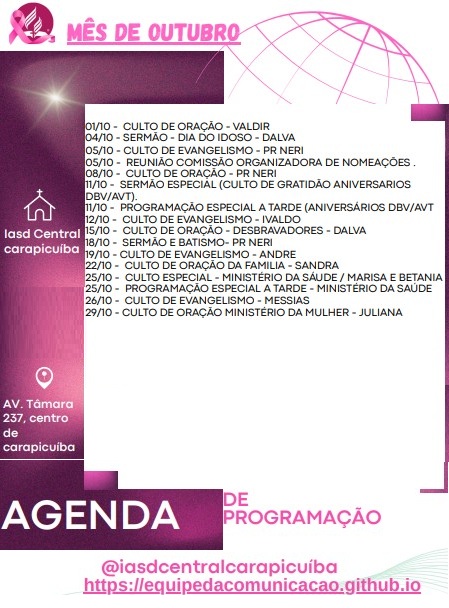 MÊS DE OUTUBRO
01/10 - CULTO DE ORAÇÃO - VALDIR
04/10 - SERMÃO - DIA DO IDOSO - DALVA
05/10 - CULTO DE EVANGELISMO - PR NERI
05/10 - REUNIÃO COMISSÃO ORGANIZADORA DE NOMEAÇÕES .
08/10 - CULTO DE ORAÇÃO - PR NERI
11/10 - SERMÃO ESPECIAL (CULTO DE GRATIDÃO ANIVERSARIOS
DBV/AVT).
11/10 - PROGRAMAÇÃO ESPECIAL A TARDE (ANIVERSÁRIOS DBV/AVT
12/10 - CULTO DE EVANGELISMO - IVALDO
15/10 - CULTO DE ORAÇÃO - DESBRAVADORES - DALVA
18/10 - SERMÃO E BATISMO- PR NERI
19/10 - CULTO DE EVANGELISMO - ANDRE
22/10 - CULTO DE ORAÇÃO DA FAMILIA - SANDRA
25/10 - CULTO ESPECIAL - MINISTÉRIO DA SÁUDE / MARISA E BETANIA
25/10 - PROGRAMAÇÃO ESPECIAL A TARDE - MINISTÉRIO DA SAÚDE
26/10 - CULTO DE EVANGELISMO - MESSIAS
29/10 - CULTO DE ORAÇÃO MINISTÉRIO DA MULHER - JULIANA
Iasd Central
carapicuíba
AV. Tâmara
237, centro
de
carapicuíba
AGENDA
DE
PROGRAMAÇÃO
@iasdcentralcarapicuíba
https://equipedacomunicacao.github.io